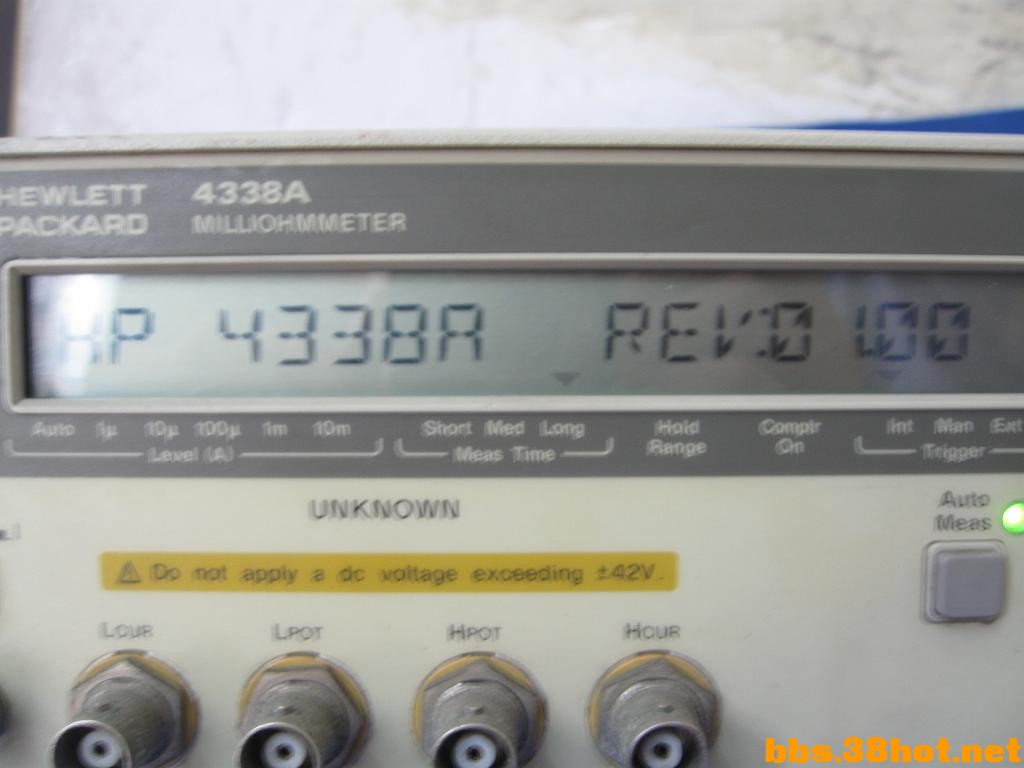 HEWLETT PACKARD
4338A
MILLIOHMMETER
HP 4338A REV:01.00
Auto 1µ 10µ 100µ 1m 10m
Level (A)
Short Med Long
Meas Time
Hold Range
Comptr On
Int Man Ext
Trigger
UNKNOWN
Auto Meas
Do not apply a dc voltage exceeding ±42V
LCUR LPOT HPOT HCUR
bbs.38hot.net